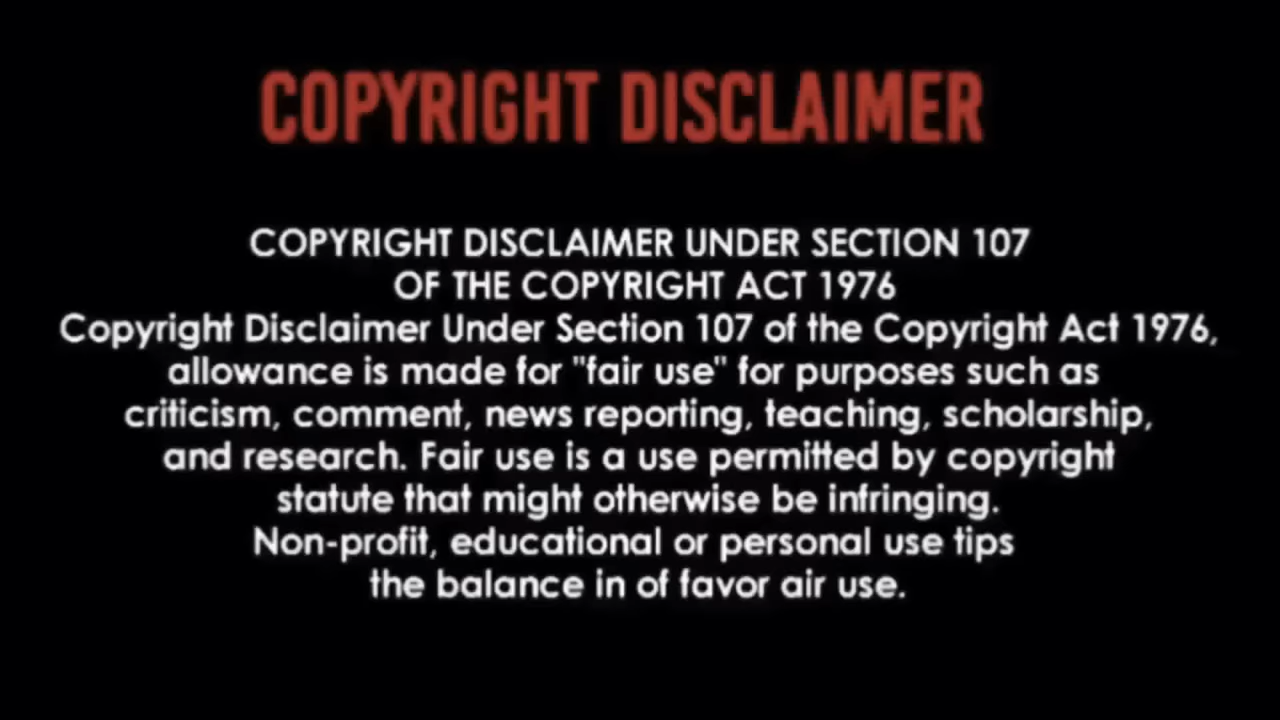 COPYRIGHT DISCLAIMER
COPYRIGHT DISCLAIMER UNDER SECTION 107
OF THE COPYRIGHT ACT 1976
Copyright Disclaimer Under Section 107 of the Copyright Act 1976,
allowance is made for "fair use" for purposes such as
criticism, comment, news reporting, teaching, scholarship,
and research. Fair use is a use permitted by copyright
statute that might otherwise be infringing.
Non-profit, educational or personal use tips
the balance in of favor air use.